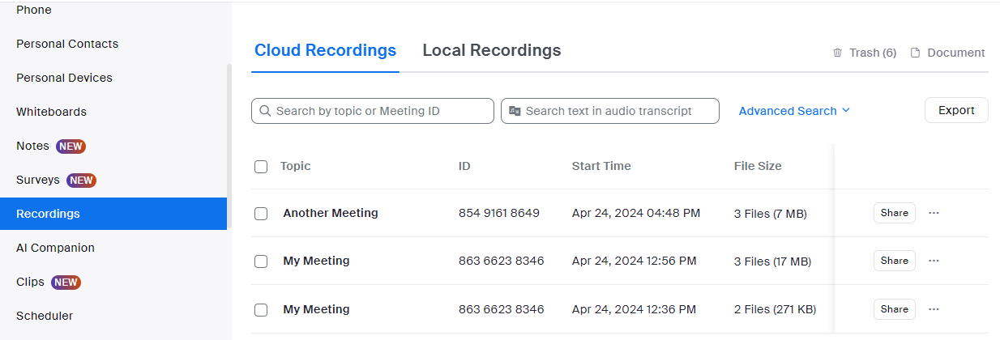 Phone
Personal Contacts
Personal Devices
Whiteboards
Notes NEW
Surveys NEW
Recordings
AI Companion
Clips NEW
Scheduler
Cloud Recordings Local Recordings Trash (6) Document
Search by topic or Meeting ID Search text in audio transcript Advanced Search Export
Topic ID Start Time File Size
Another Meeting 854 9161 8649 Apr 24, 2024 04:48 PM 3 Files (7 MB) Share ...
My Meeting 863 6623 8346 Apr 24, 2024 12:56 PM 3 Files (17 MB) Share ...
My Meeting 863 6623 8346 Apr 24, 2024 12:36 PM 2 Files (271 KB) Share ...